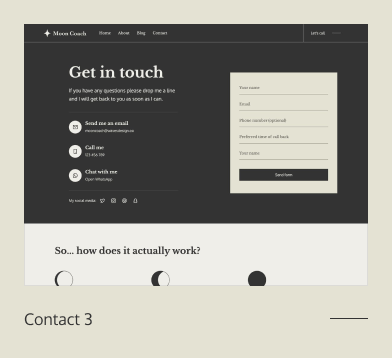 Moon Coach
Home About Blog Contact
Let's call
Get in touch
If you have any questions please drop me a line
and I will get back to you as soon as I can.
Send me an email
mooncoach@wixesdesign.co
Call me
123 456 789
Chat with me
Open WhatsApp
My social media:
Your name
Email
Phone number (optional)
Preferred time of call back
Your name
Send form
So... how does it actually work?
Contact 3